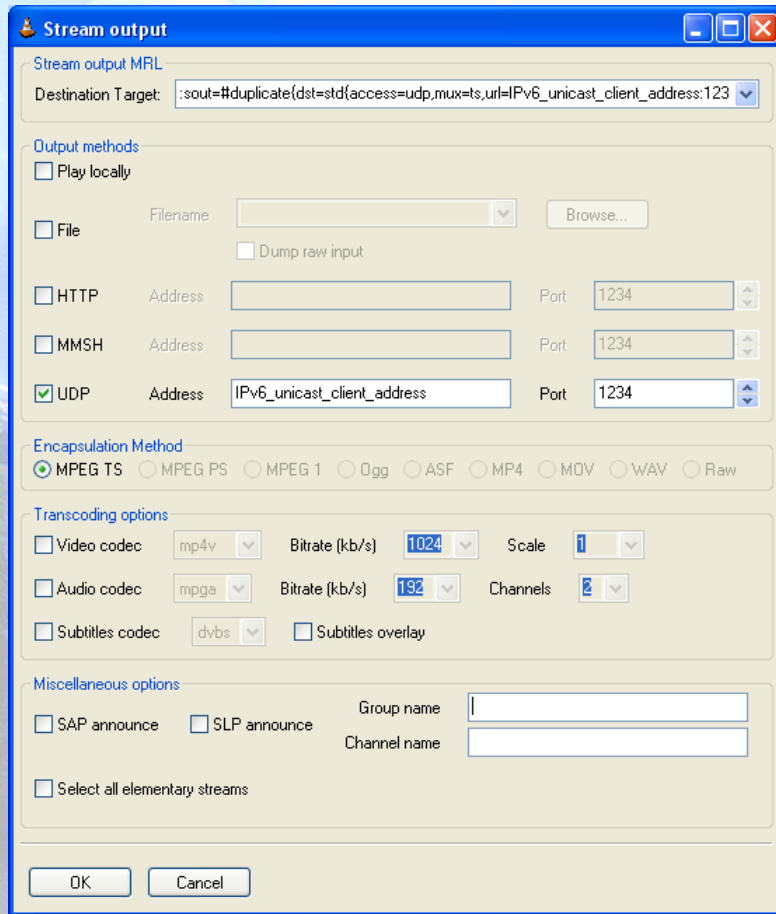 Stream output
Stream output MRL
Destination Target: :sout=#duplicate{dst=std{access=udp,mux=ts,url=IPv6_unicast_client_address:123
Output methods
Play locally
File Filename Browse...
Dump raw input
HTTP Address Port 1234
MMSH Address Port 1234
UDP Address IPv6_unicast_client_address Port 1234
Encapsulation Method
MPEG TS MPEG PS MPEG 1 Ogg ASF MP4 MOV WAV Raw
Transcoding options
Video codec mp4v Bitrate (kb/s) 1024 Scale 1
Audio codec mpga Bitrate (kb/s) 192 Channels 2
Subtitles codec dvbs Subtitles overlay
Miscellaneous options
SAP announce SLP announce Group name
Channel name
Select all elementary streams
OK Cancel